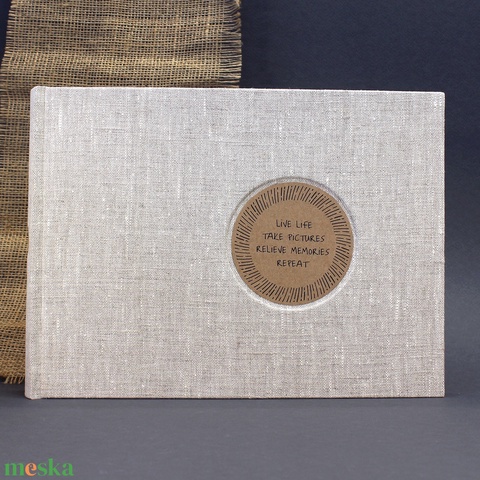 LIVE LIFE
TAKE PICTURES
RELIEVE MEMORIES
REPEAT
meska